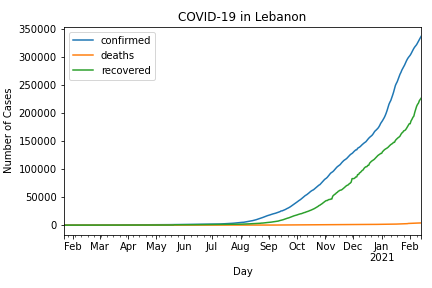 COVID-19 in Lebanon
350000
300000
250000
200000
150000
100000
50000
0
Number of Cases
confirmed
deaths
recovered
Feb Mar Apr May Jun Jul Aug Sep Oct Nov Dec Jan Feb
2021
Day